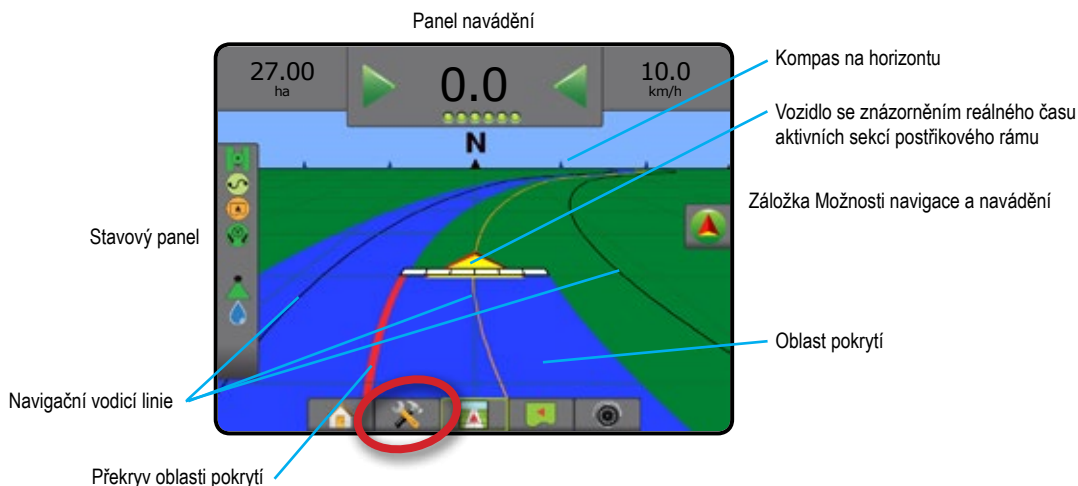 Panel navádění
27.00
ha
0.0
10.0
km/h
N
Kompas na horizontu
Vozidlo se znázorněním reálného času
aktivních sekcí postřikového rámu
Záložka Možnosti navigace a navádění
Stavový panel
Oblast pokrytí
Navigační vodicí linie
Překryv oblasti pokrytí